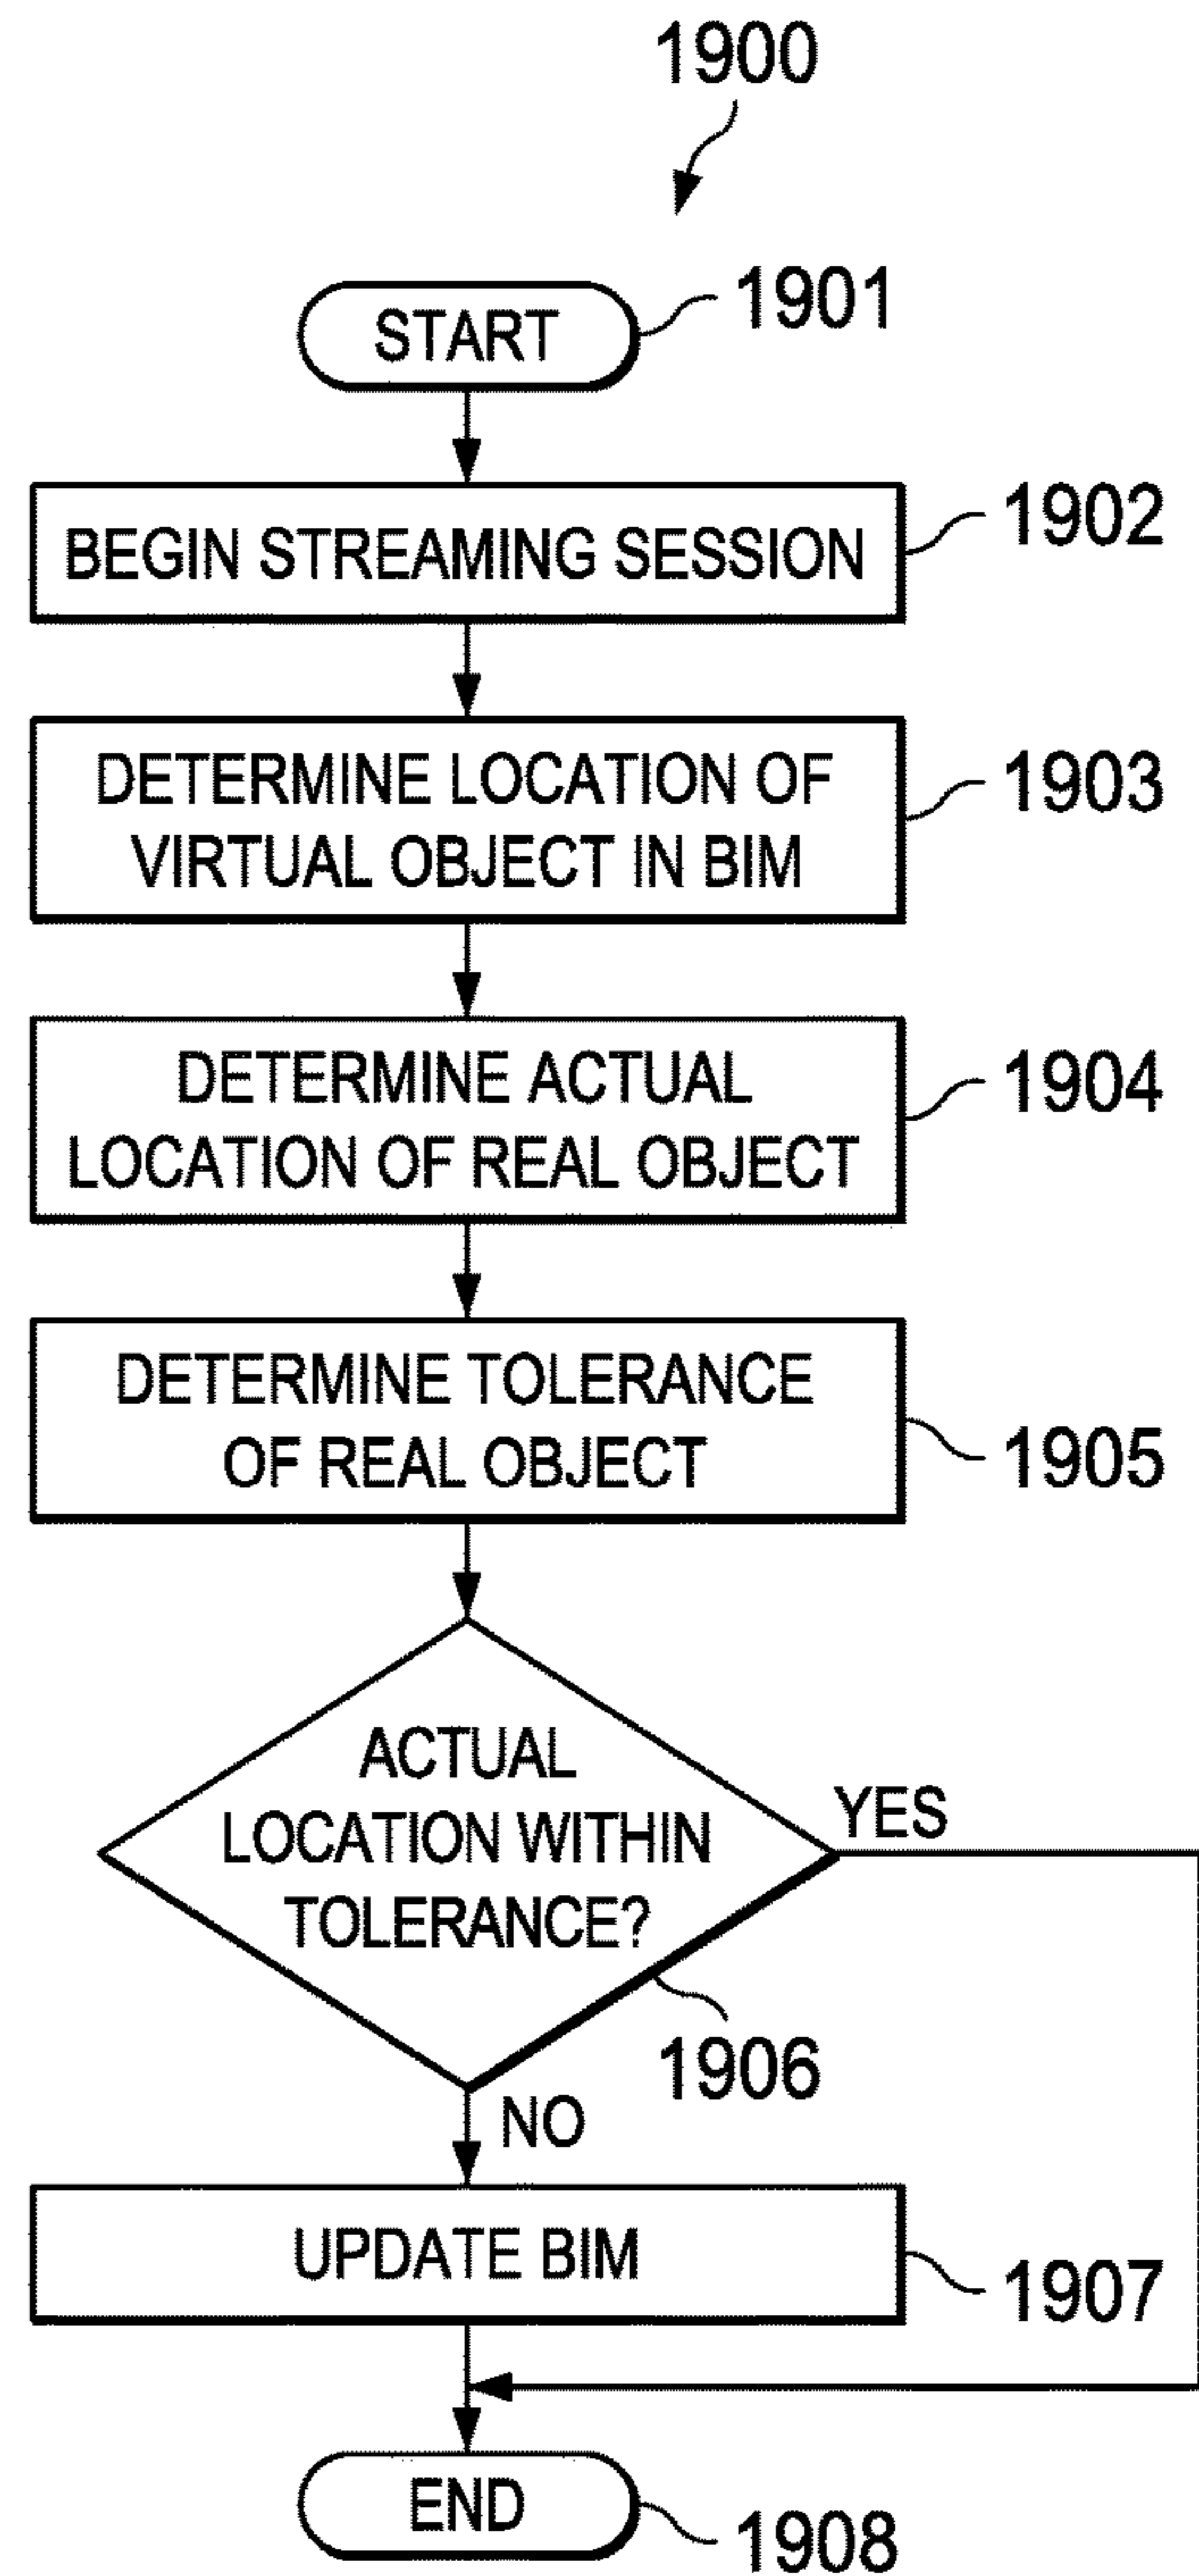 1900
START
1901
BEGIN STREAMING SESSION
1902
DETERMINE LOCATION OF
VIRTUAL OBJECT IN BIM
1903
DETERMINE ACTUAL
LOCATION OF REAL OBJECT
1904
DETERMINE TOLERANCE
OF REAL OBJECT
1905
ACTUAL
LOCATION WITHIN
TOLERANCE?
YES
1906
NO
UPDATE BIM
1907
END
1908